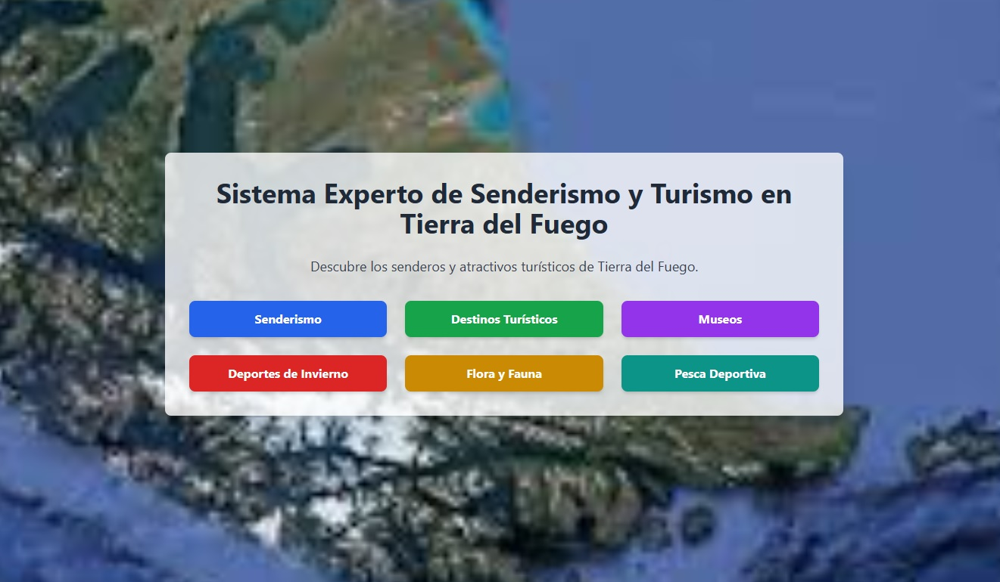 Sistema Experto de Senderismo y Turismo en
Tierra del Fuego
Descubre los senderos y atractivos turísticos de Tierra del Fuego.
Senderismo
Destinos Turísticos
Museos
Deportes de Invierno
Flora y Fauna
Pesca Deportiva